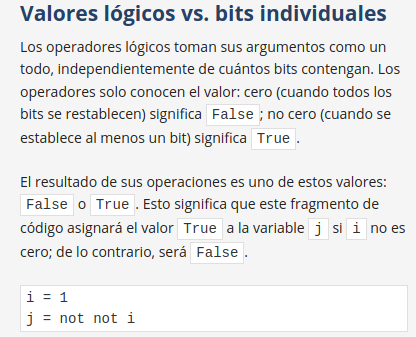 Valores lógicos vs. bits individuales
Los operadores lógicos toman sus argumentos como un
todo, independientemente de cuántos bits contengan. Los
operadores solo conocen el valor: cero (cuando todos los
bits se restablecen) significa False ; no cero (cuando se
establece al menos un bit) significa True .
El resultado de sus operaciones es uno de estos valores:
False o True . Esto significa que este fragmento de
código asignará el valor True a la variable j si i no es
cero; de lo contrario, será False .
i = 1
j = not not i